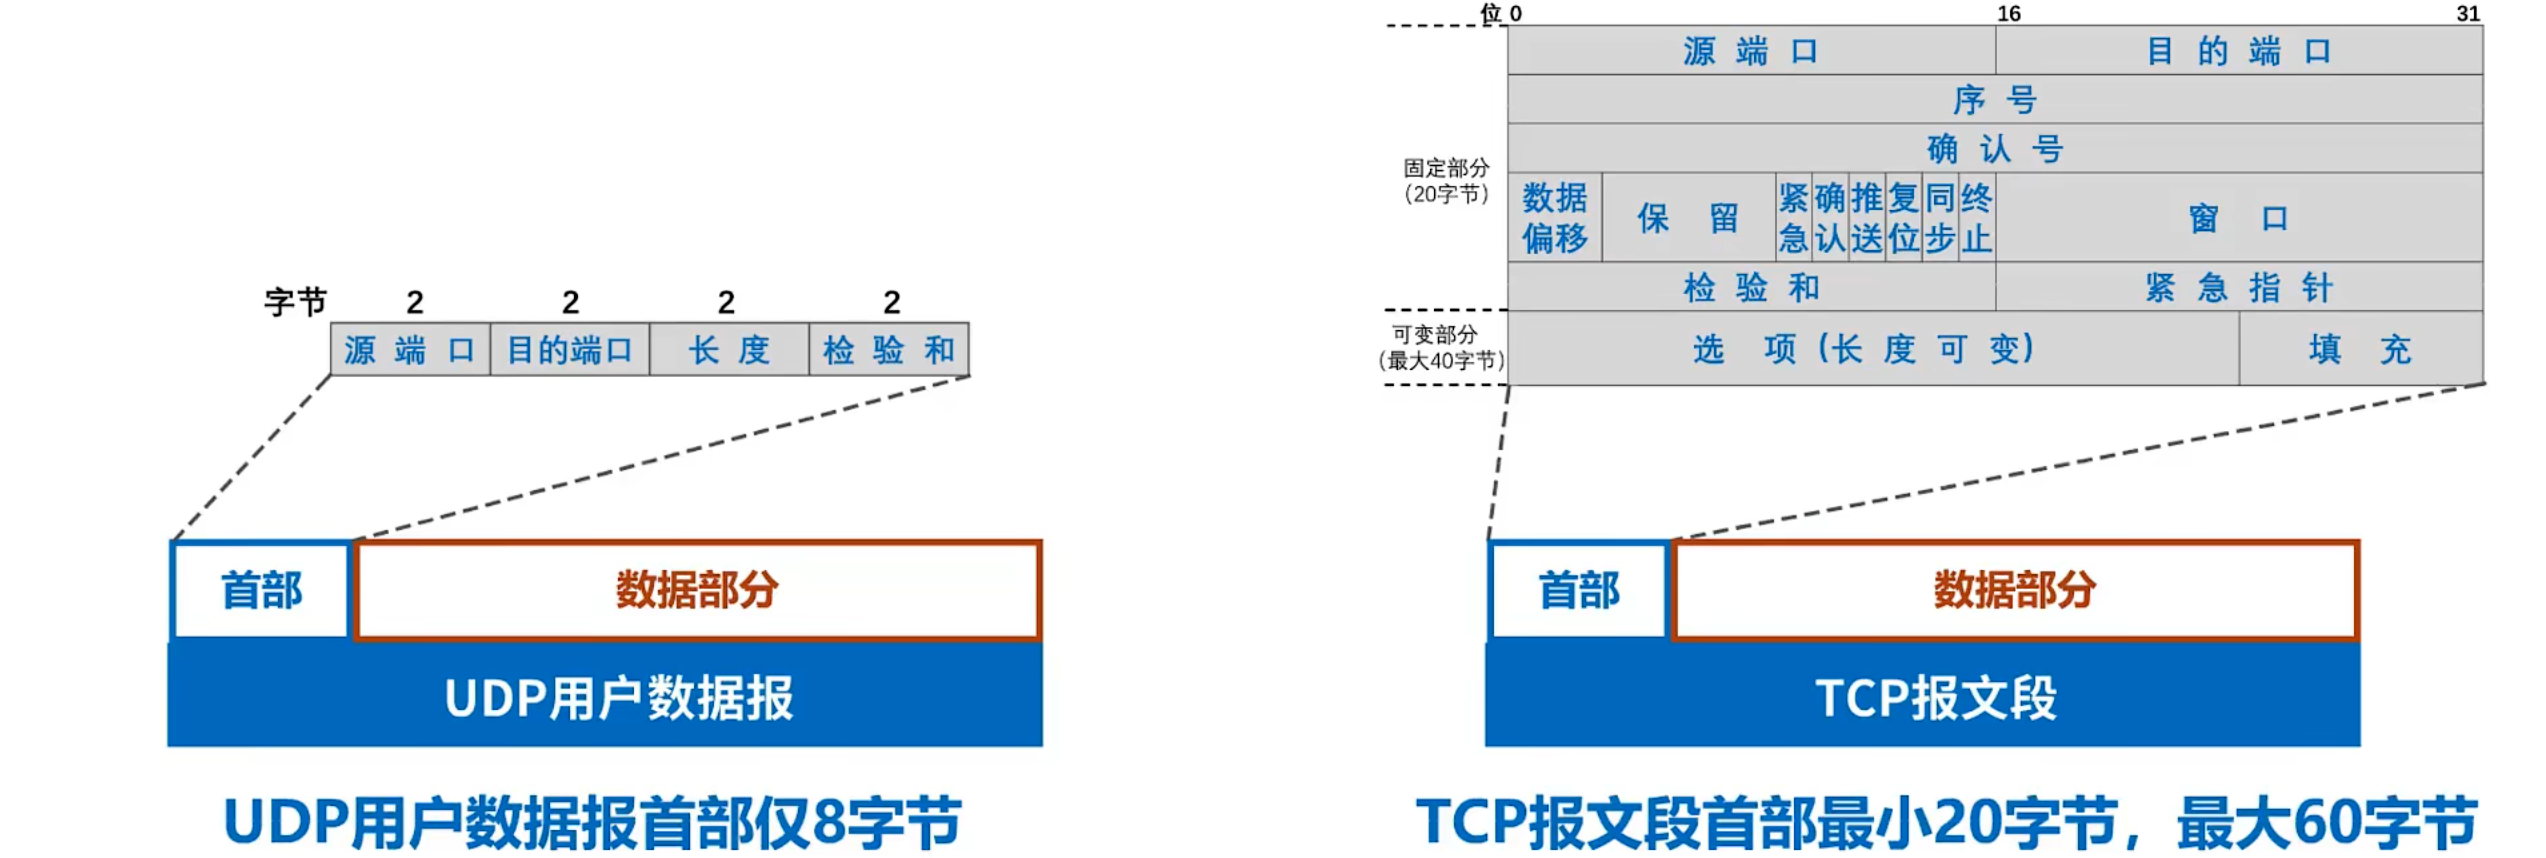 字节 2 2 2 2
源端口 目的端口 长度 检验和
首部 数据部分
UDP用户数据报
UDP用户数据报首部仅8字节
位 0 16 31
源端口 目的端口
序号
确认号
固定部分
（20字节）
数据偏移 保留 紧急 确认 推送 复位 同步 终止 窗口
检验和 紧急指针
可变部分
（最大40字节）
选项(长度可变) 填充
首部 数据部分
TCP报文段
TCP报文段首部最小20字节，最大60字节